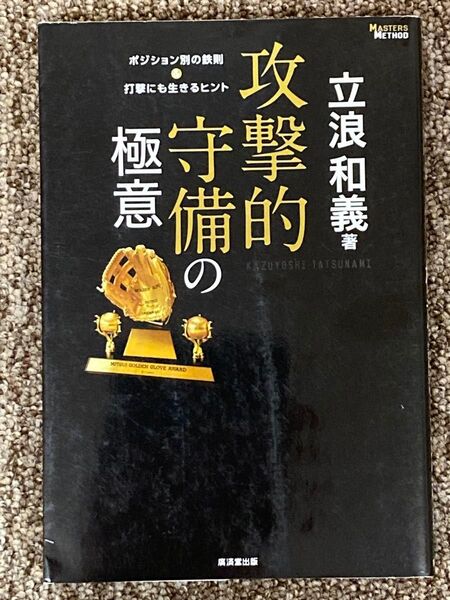 MASTERS METHOD
立浪和義 著
KAZUYOSHI TATSUNAMI
ポジション別の鉄則
&
打撃にも生きるヒント
攻撃的
守備の
極意
MITSUI GOLDEN GLOVE AWARD
廣済堂出版